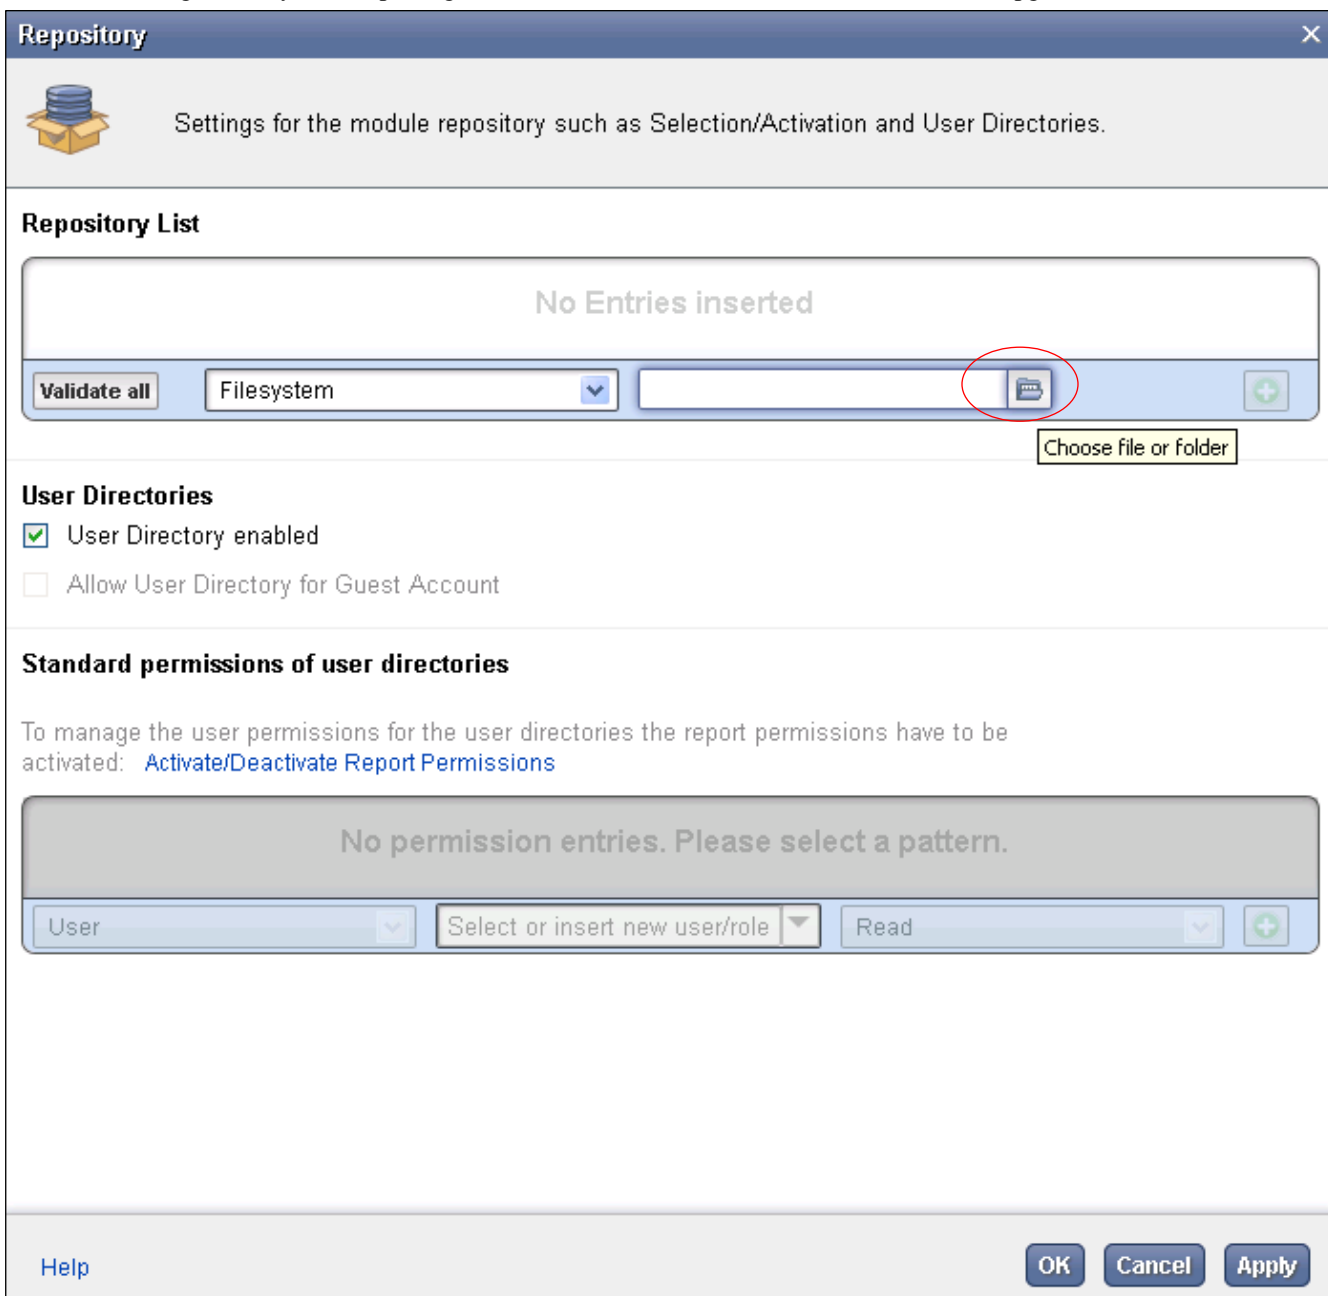 Repository
Settings for the module repository such as Selection/Activation and User Directories.
Repository List
No Entries inserted
Validate all
Filesystem
Choose file or folder
User Directories
User Directory enabled
Allow User Directory for Guest Account
Standard permissions of user directories
To manage the user permissions for the user directories the report permissions have to be
activated: Activate/Deactivate Report Permissions
No permission entries. Please select a pattern.
User
Select or insert new user/role
Read
Help
OK
Cancel
Apply